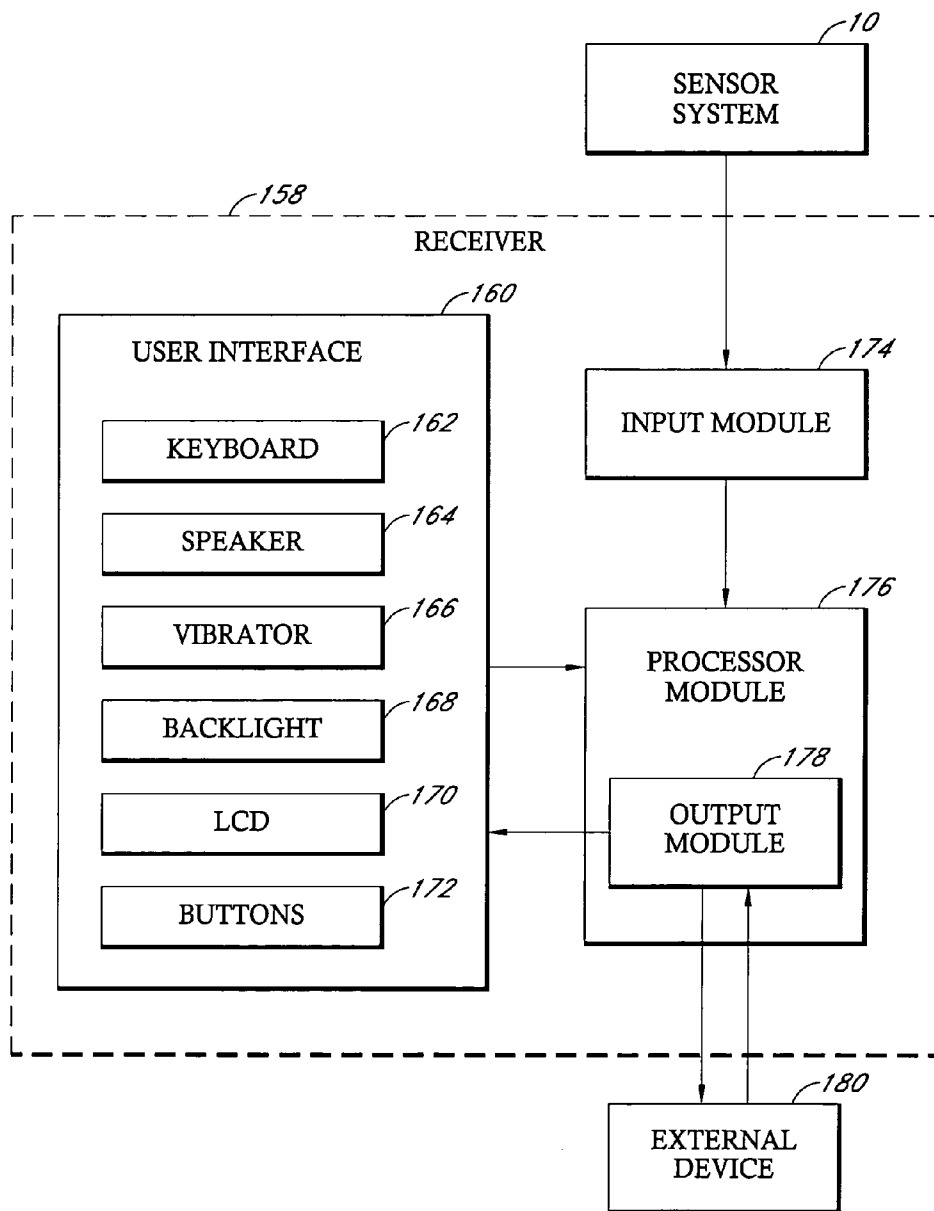 10
SENSOR
SYSTEM
158
RECEIVER
160
USER INTERFACE
174
INPUT MODULE
KEYBOARD
162
SPEAKER
164
VIBRATOR
166
176
PROCESSOR
MODULE
BACKLIGHT
168
178
OUTPUT
MODULE
LCD
170
BUTTONS
172
180
EXTERNAL
DEVICE